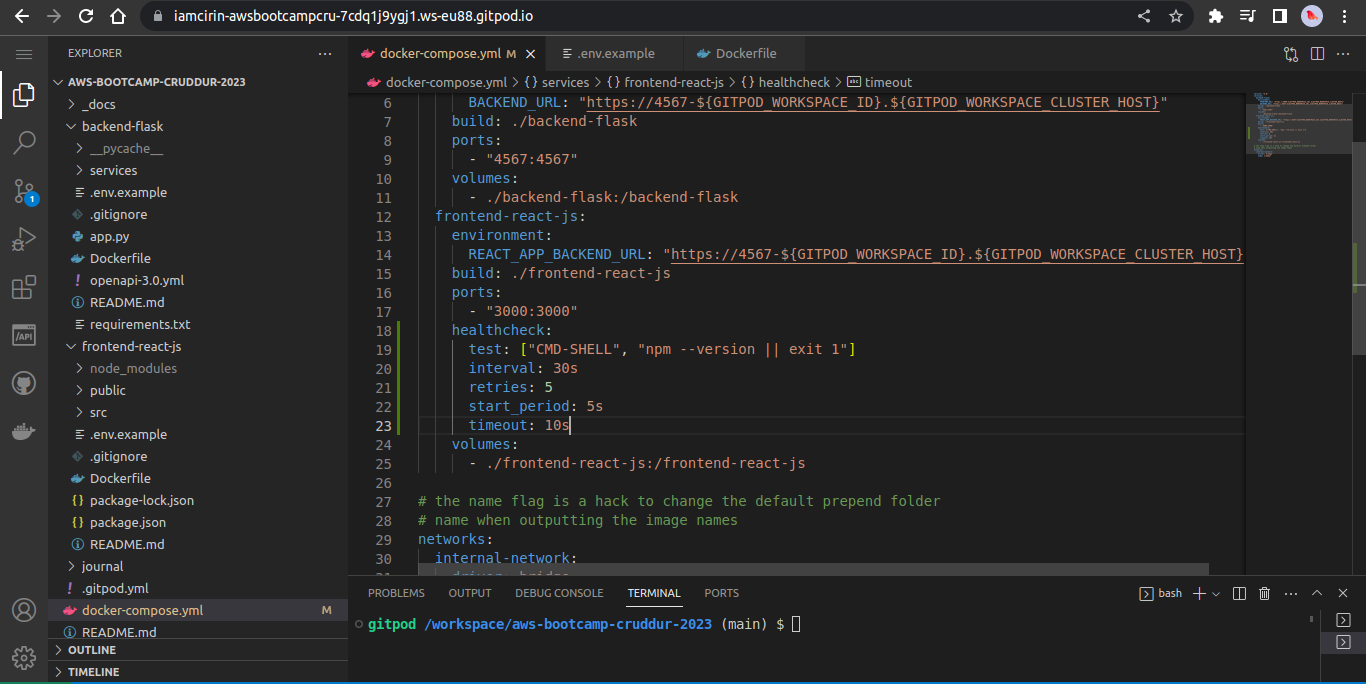 iamcirin-awsbootcampcru-7cdq1j9ygj1.ws-eu88.gitpod.io
EXPLORER
AWS-BOOTCAMP-CRUDDUR-2023
_docs
backend-flask
__pycache__
services
.env.example
.gitignore
app.py
Dockerfile
openapi-3.0.yml
README.md
requirements.txt
frontend-react-js
node_modules
public
src
.env.example
.gitignore
Dockerfile
package-lock.json
package.json
README.md
journal
.gitpod.yml
docker-compose.yml M
README.md
OUTLINE
TIMELINE
1
/API
docker-compose.yml M
.env.example
Dockerfile
docker-compose.yml > {} services > {} frontend-react-js > {} healthcheck > timeout
6 BACKEND_URL: "https://4567-${GITPOD_WORKSPACE_ID}.${GITPOD_WORKSPACE_CLUSTER_HOST}"
7 build: ./backend-flask
8 ports:
9 - "4567:4567"
10 volumes:
11 - ./backend-flask:/backend-flask
12 frontend-react-js:
13 environment:
14 REACT_APP_BACKEND_URL: "https://4567-${GITPOD_WORKSPACE_ID}.${GITPOD_WORKSPACE_CLUSTER_HOST}
15 build: ./frontend-react-js
16 ports:
17 - "3000:3000"
18 healthcheck:
19 test: ["CMD-SHELL", "npm --version || exit 1"]
20 interval: 30s
21 retries: 5
22 start_period: 5s
23 timeout: 10s
24 volumes:
25 - ./frontend-react-js:/frontend-react-js
26
27 # the name flag is a hack to change the default prepend folder
28 # name when outputting the image names
29 networks:
30 internal-network:
31 driver: bridge
PROBLEMS OUTPUT DEBUG CONSOLE TERMINAL PORTS
bash
gitpod /workspace/aws-bootcamp-cruddur-2023 (main) $